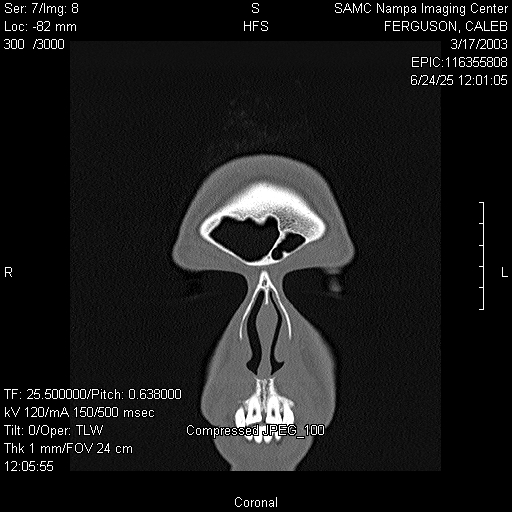 Ser: 7/Img: 8
Loc: -82 mm
300 /3000
S
HFS
SAMC Nampa Imaging Center
FERGUSON, CALEB
3/17/2003
EPIC:116355808
6/24/25 12:01:05
R
L
TF: 25.500000/Pitch: 0.638000
kV 120/mA 150/500 msec
Tilt: 0/Oper: TLW
Thk 1 mm/FOV 24 cm
12:05:55
Compressed JPEG_100
Coronal